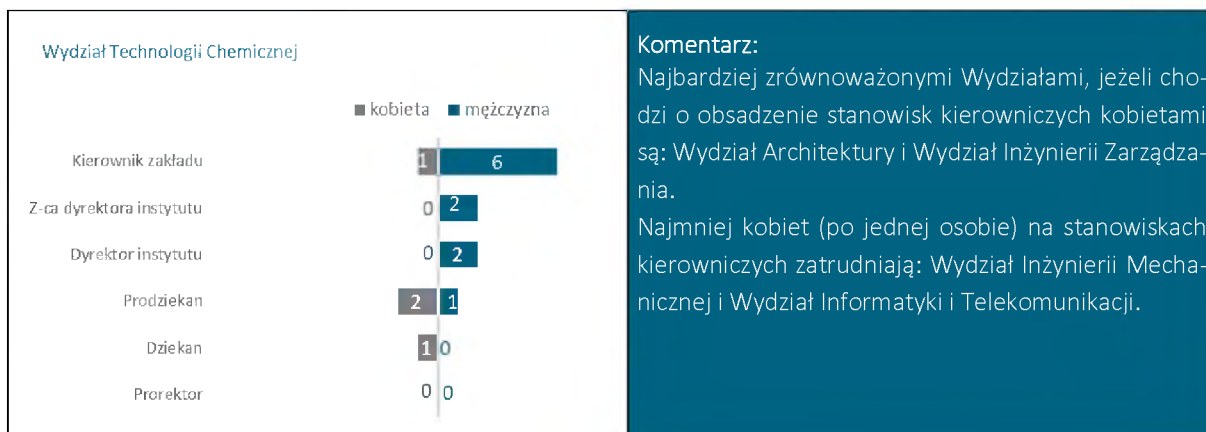 Wydział Technologii Chemicznej
kobieta mężczyzna
Kierownik zakładu 1 6
Z-ca dyrektora instytutu 0 2
Dyrektor instytutu 0 2
Prodziekan 2 1
Dziekan 1 0
Prorektor 0 0
Komentarz:
Najbardziej zrównoważonymi Wydziałami, jeżeli cho-
dzi o obsadzenie stanowisk kierowniczych kobietami
są: Wydział Architektury i Wydział Inżynierii Zarządza-
nia.
Najmniej kobiet (po jednej osobie) na stanowiskach
kierowniczych zatrudniają: Wydział Inżynierii Mecha-
nicznej i Wydział Informatyki i Telekomunikacji.